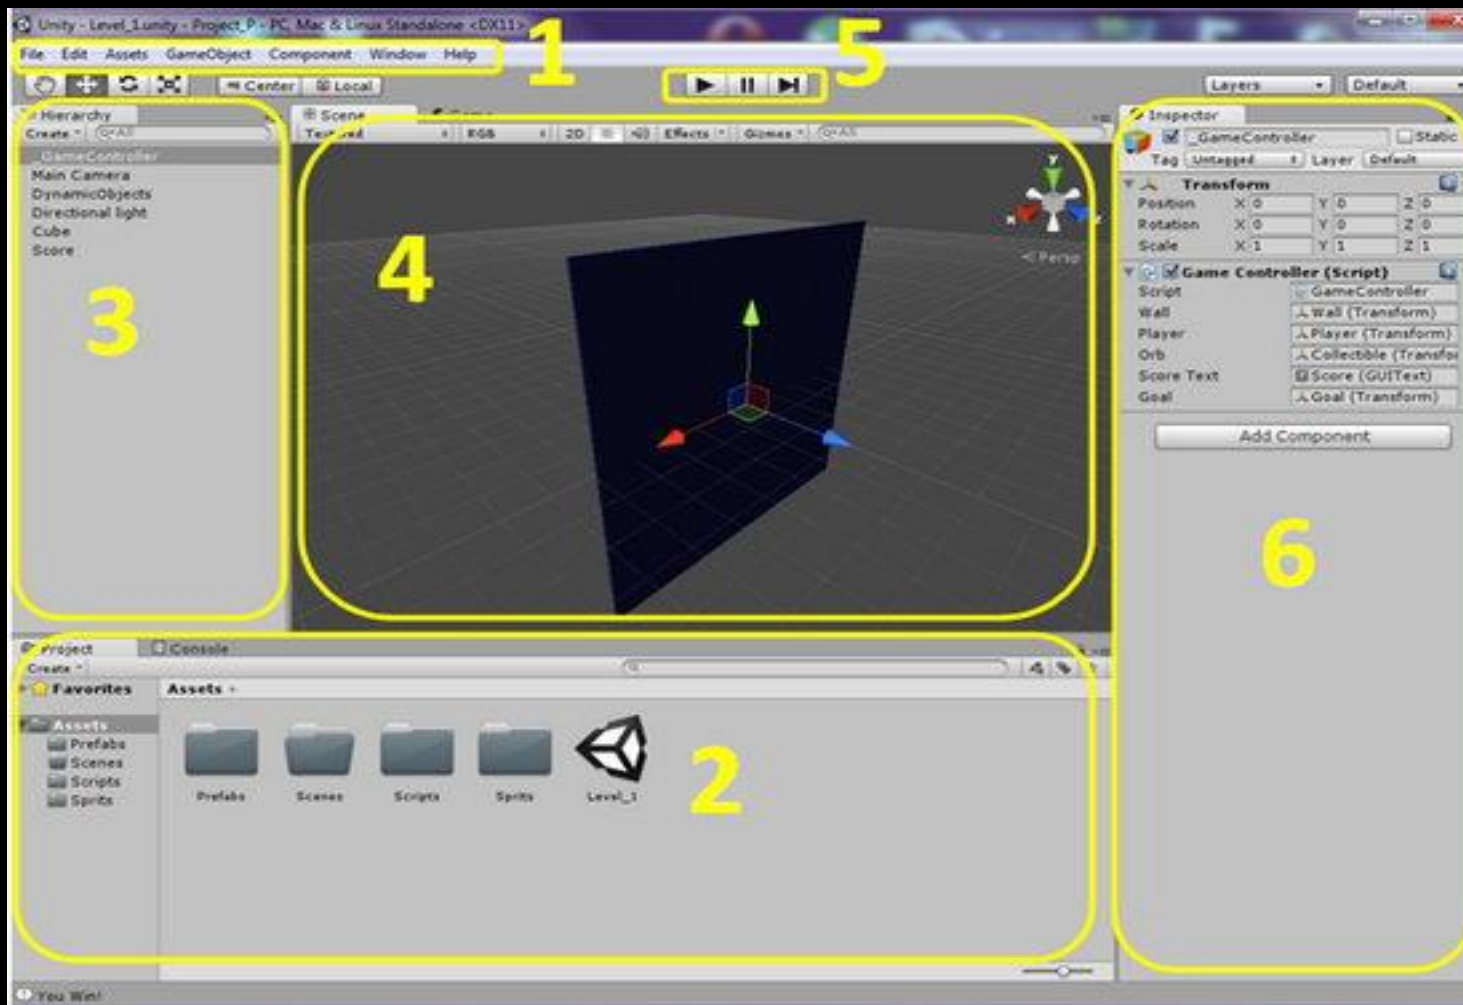 Unity - Level_1.unity - Project_P - PC, Mac & Linux Standalone <DX11>
File Edit Assets GameObject Component Window Help
1
5
Center Local
Layers Default
Hierarchy
Create All
_GameController
Main Camera
DynamicObjects
Directional light
Cube
Score
3
Scene Game
Textured RGB 2D Effects Gizmos All
y
x z
Persp
4
Inspector
_GameController Static
Tag Untagged Layer Default
Transform
Position X 0 Y 0 Z 0
Rotation X 0 Y 0 Z 0
Scale X 1 Y 1 Z 1
Game Controller (Script)
Script GameController
Wall Wall (Transform)
Player Player (Transform)
Orb Collectible (Transfor
Score Text Score (GUIText)
Goal Goal (Transform)
Add Component
6
Project Console
Create
Favorites
Assets
Prefabs
Scenes
Scripts
Sprits
Assets
Prefabs Scenes Scripts Sprits Level_1
2
You Win!